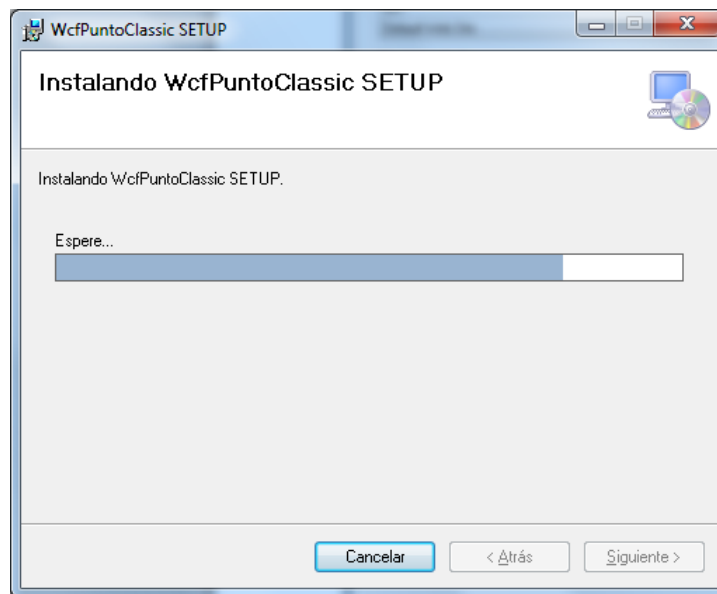 WcfPuntoClassic SETUP
Instalando WcfPuntoClassic SETUP
Instalando WcfPuntoClassic SETUP.
Espere...
Cancelar
< Atrás
Siguiente >